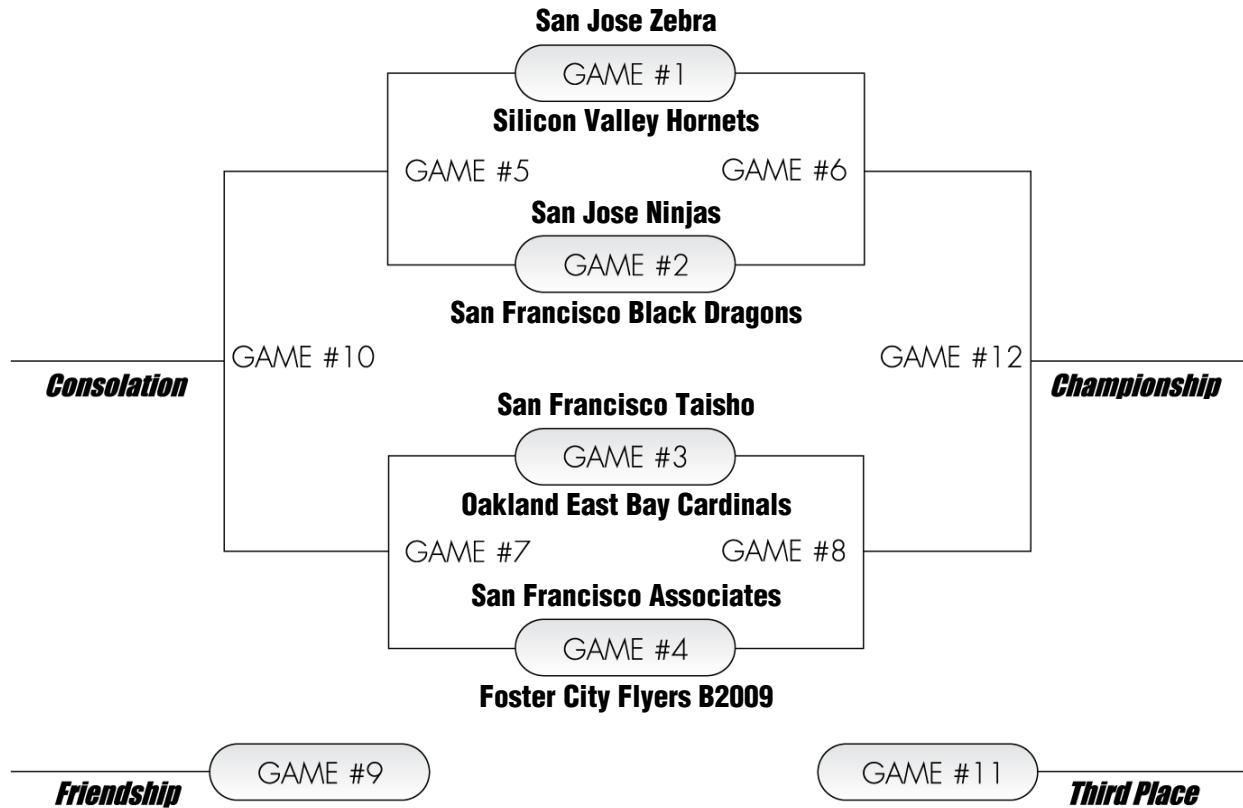 San Jose Zebra
GAME #1
Silicon Valley Hornets
GAME #5
GAME #6
San Jose Ninjas
GAME #2
San Francisco Black Dragons
GAME #10
GAME #12
Consolation
Championship
San Francisco Taisho
GAME #3
Oakland East Bay Cardinals
GAME #7
GAME #8
San Francisco Associates
GAME #4
Foster City Flyers B2009
GAME #9
GAME #11
Friendship
Third Place